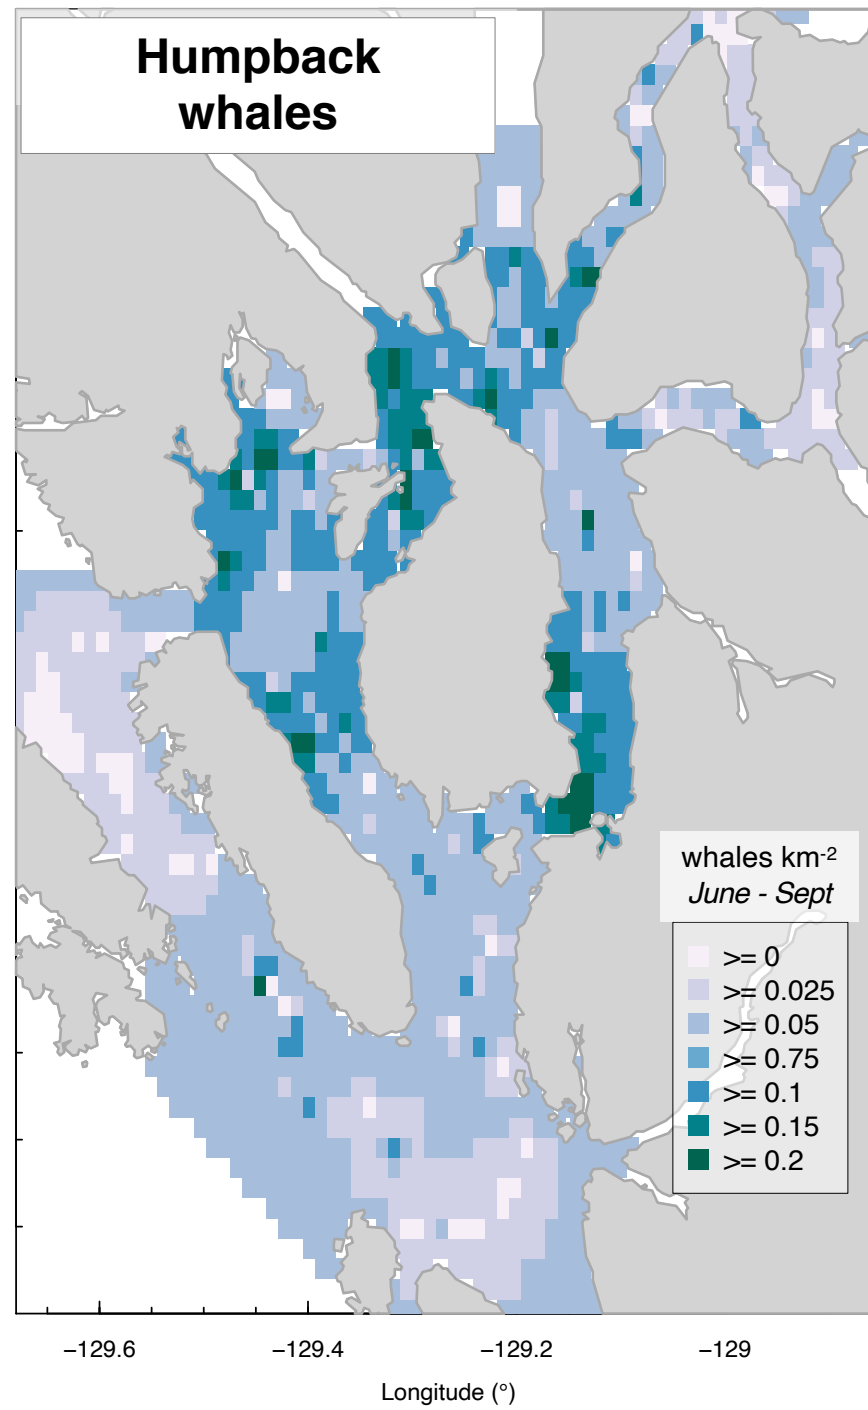 Humpback
whales
whales km-2
June - Sept
>= 0
>= 0.025
>= 0.05
>= 0.75
>= 0.1
>= 0.15
>= 0.2
−129.6 −129.4 −129.2 −129
Longitude (°)